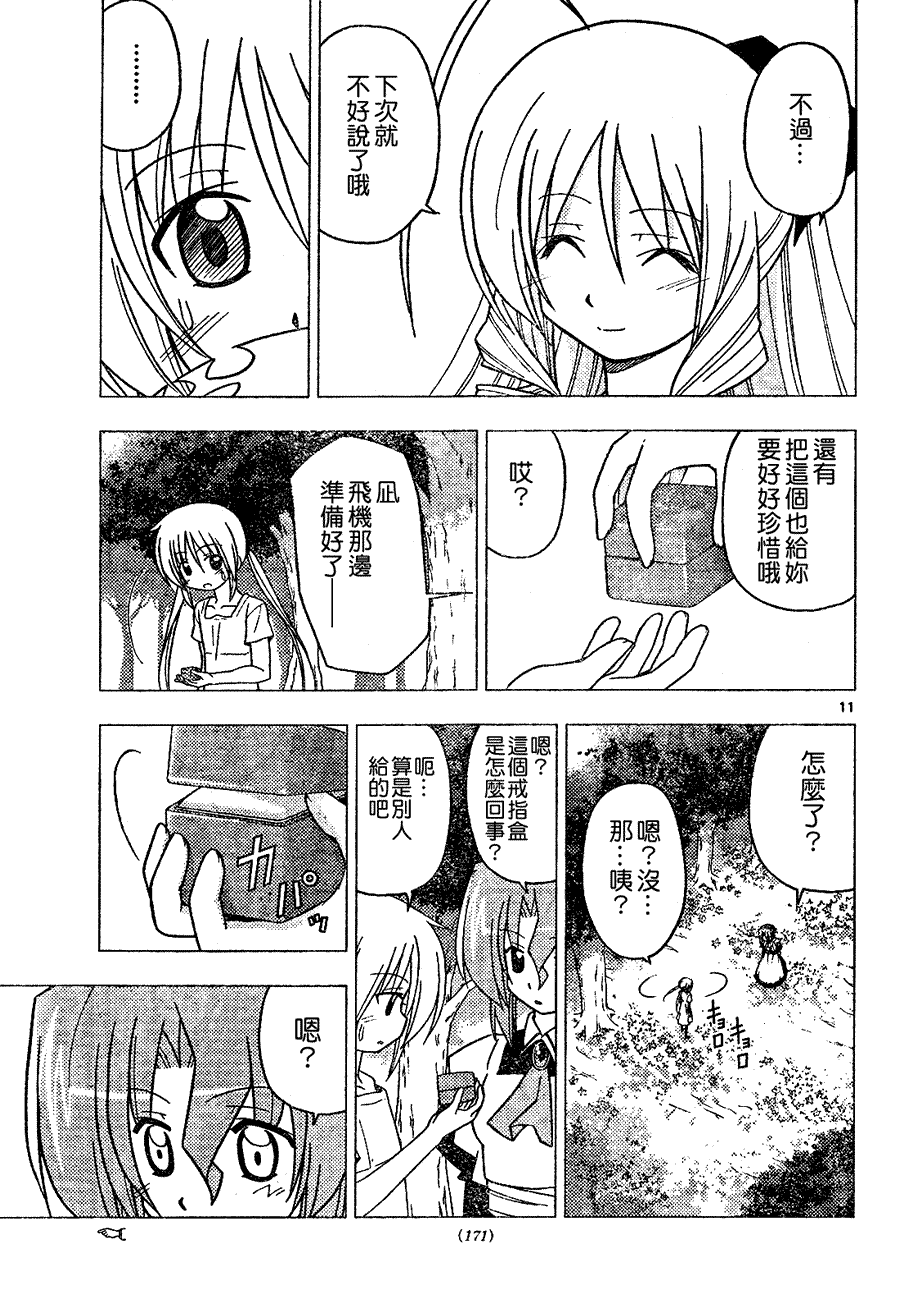 不過…
下次就
不好說了哦
………
還有
把這個也給妳
要好好珍惜哦
哎？
凪
飛機那邊
準備好了——
11
怎麼了？
嗯？沒…
那…咦？
キョロ
キョロ
嗯？
這個戒指盒
是怎麼回事？
呃…
算是別人
給的吧
カパッ
嗯？
(171)